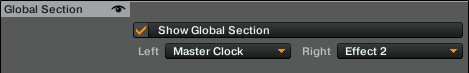 Global Section
Show Global Section
Left Master Clock Right Effect 2